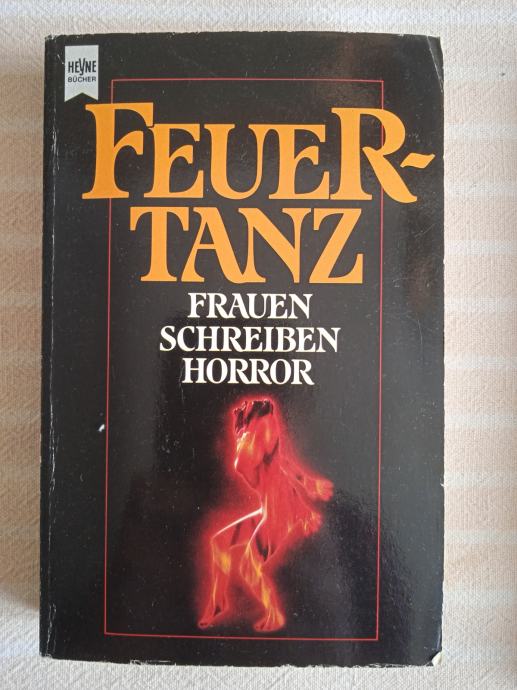 HEYNE
BÜCHER
FEUER-
TANZ
FRAUEN
SCHREIBEN
HORROR